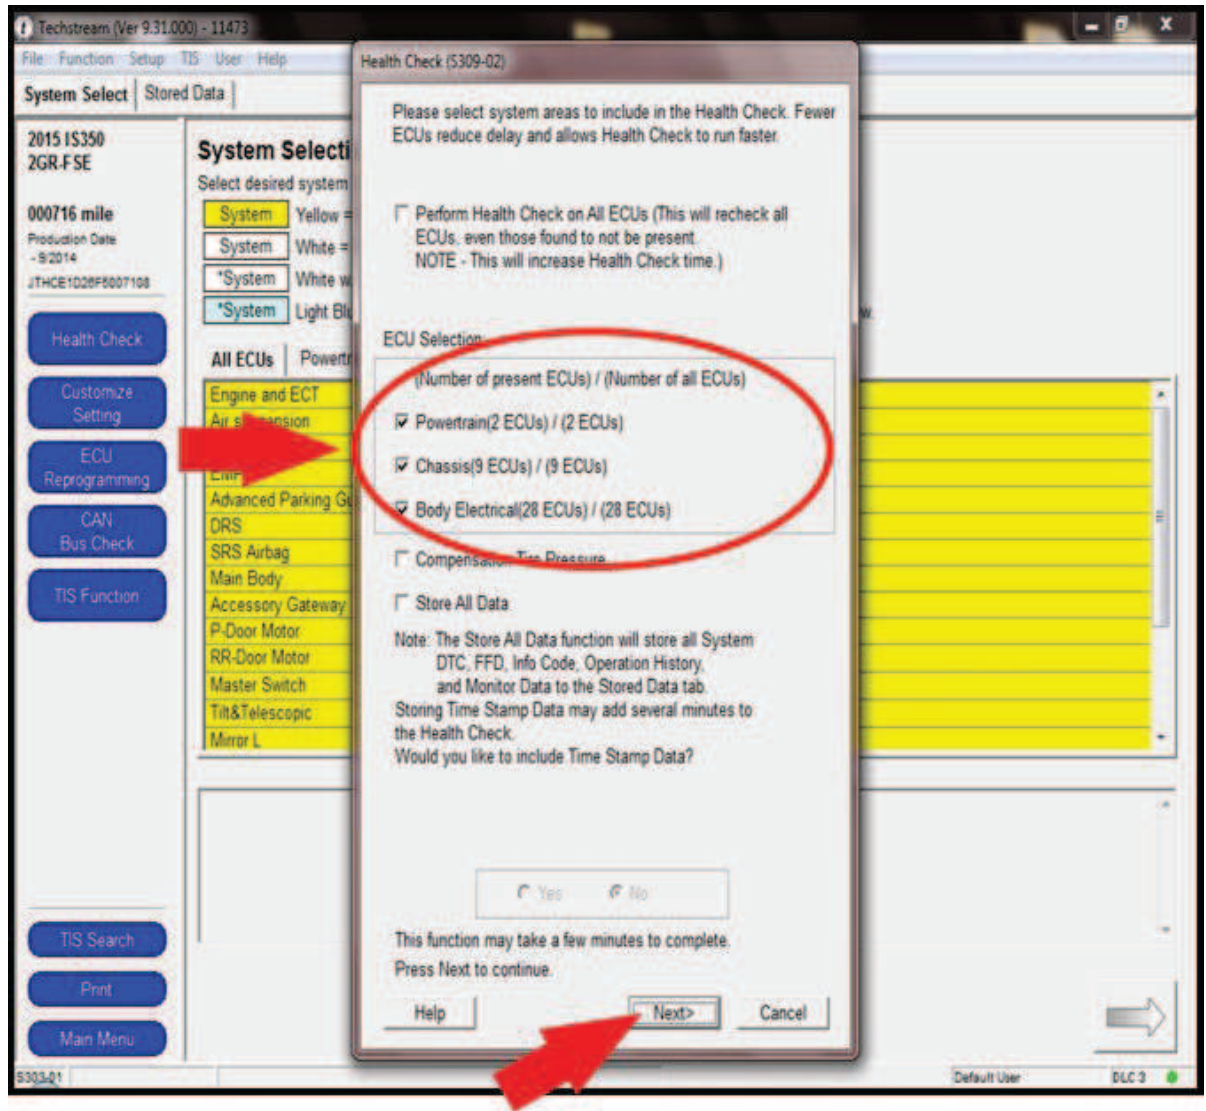 Techstream (Ver 9.31.000) - 11473
File Function Setup TIS User Help
System Select Stored Data
2015 IS350
2GR-FSE
000716 mile
Production Date
- 9/2014
Health Check
Customize
Setting
ECU
Reprogramming
CAN
Bus Check
TIS Function
TIS Search
Print
Main Menu
S303-01
System Selecti
Select desired system
System Yellow =
System White =
*System White w
*System Light Blu
w.
All ECUs Powertr
Engine and ECT
Air suspension
EMPS
Advanced Parking Gu
DRS
SRS Airbag
Main Body
Accessory Gateway
P-Door Motor
RR-Door Motor
Master Switch
Tilt&Telescopic
Mirror L
Health Check (S309-02)
Please select system areas to include in the Health Check. Fewer
ECUs reduce delay and allows Health Check to run faster.
Perform Health Check on All ECUs (This will recheck all
ECUs, even those found to not be present.
NOTE - This will increase Health Check time.)
ECU Selection:
(Number of present ECUs) / (Number of all ECUs)
Powertrain(2 ECUs) / (2 ECUs)
Chassis(9 ECUs) / (9 ECUs)
Body Electrical(28 ECUs) / (28 ECUs)
Compensation Tire Pressure
Store All Data
Note: The Store All Data function will store all System
DTC, FFD, Info Code, Operation History,
and Monitor Data to the Stored Data tab.
Storing Time Stamp Data may add several minutes to
the Health Check.
Would you like to include Time Stamp Data?
Yes No
This function may take a few minutes to complete.
Press Next to continue.
Help Next> Cancel
Default User DLC 3